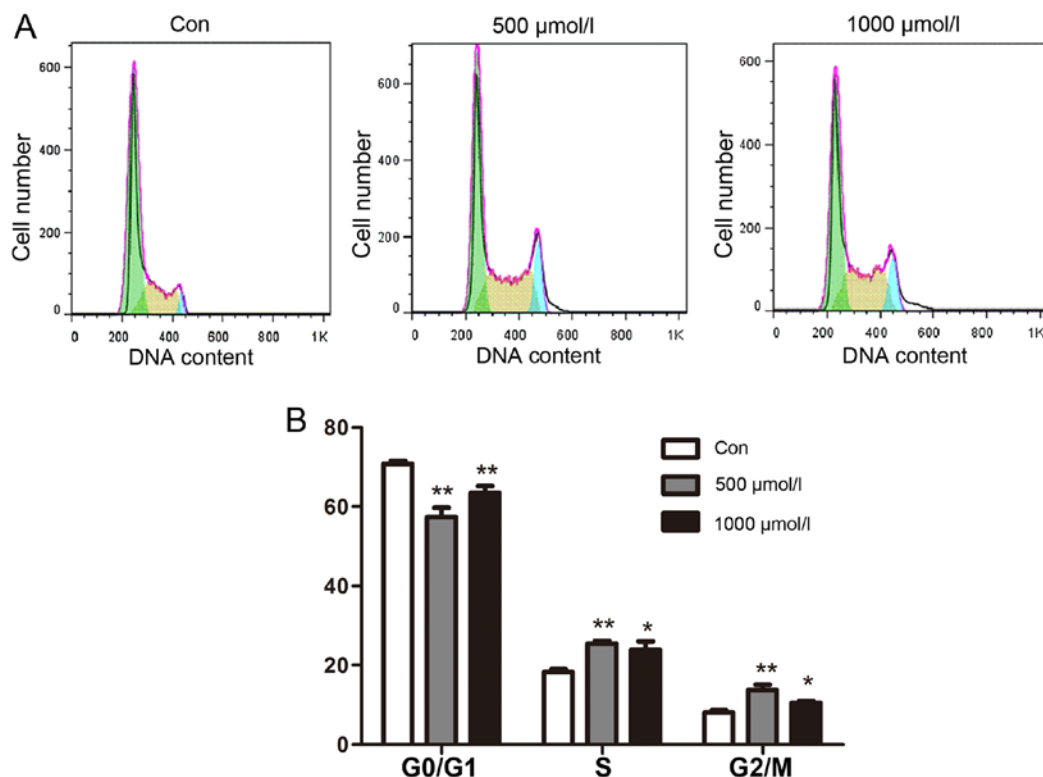 A
Con
500 µmol/l
1000 µmol/l
Cell number
600
400
200
0
0 200 400 600 800 1K
DNA content
Cell number
600
400
200
0
0 200 400 600 800 1K
DNA content
Cell number
600
400
200
0
0 200 400 600 800 1K
DNA content
B
80
60
40
20
0
** **
** *
** *
Con
500 µmol/l
1000 µmol/l
G0/G1 S G2/M